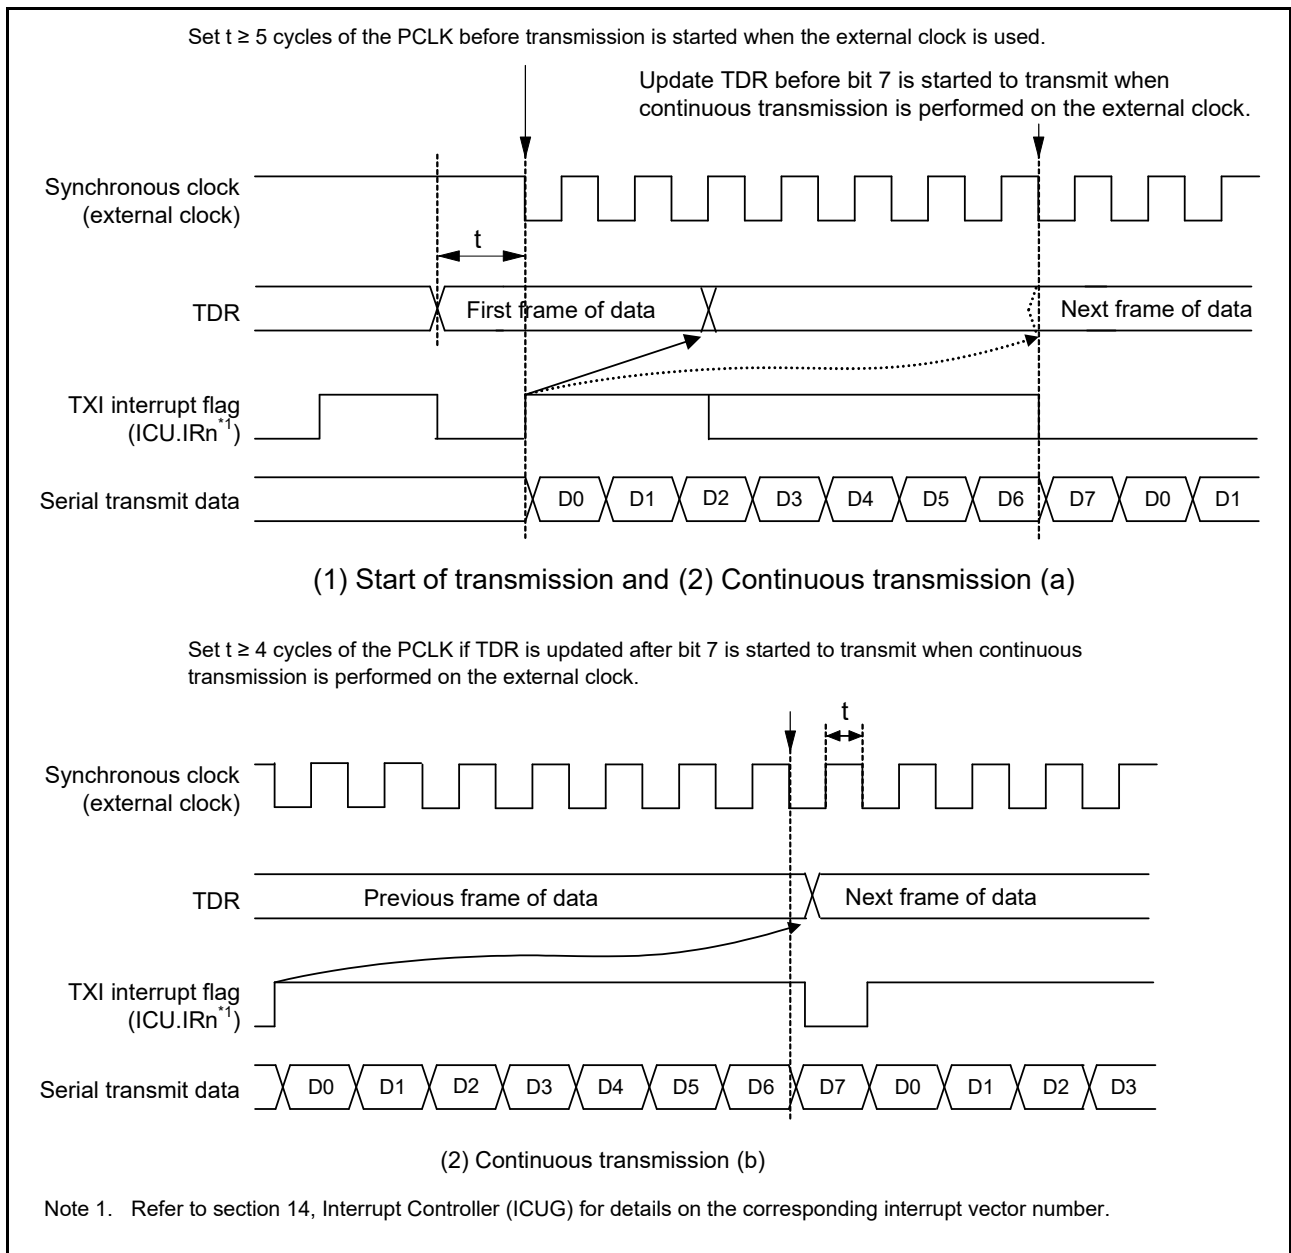 Set t ≥ 5 cycles of the PCLK before transmission is started when the external clock is used.
Update TDR before bit 7 is started to transmit when
continuous transmission is performed on the external clock.
Synchronous clock
(external clock)
t
TDR
First frame of data
Next frame of data
TXI interrupt flag
(ICU.IRn*1)
Serial transmit data
D0 D1 D2 D3 D4 D5 D6 D7 D0 D1
(1) Start of transmission and (2) Continuous transmission (a)
Set t ≥ 4 cycles of the PCLK if TDR is updated after bit 7 is started to transmit when continuous
transmission is performed on the external clock.
t
Synchronous clock
(external clock)
TDR
Previous frame of data
Next frame of data
TXI interrupt flag
(ICU.IRn*1)
Serial transmit data
D0 D1 D2 D3 D4 D5 D6 D7 D0 D1 D2 D3
(2) Continuous transmission (b)
Note 1. Refer to section 14, Interrupt Controller (ICUG) for details on the corresponding interrupt vector number.